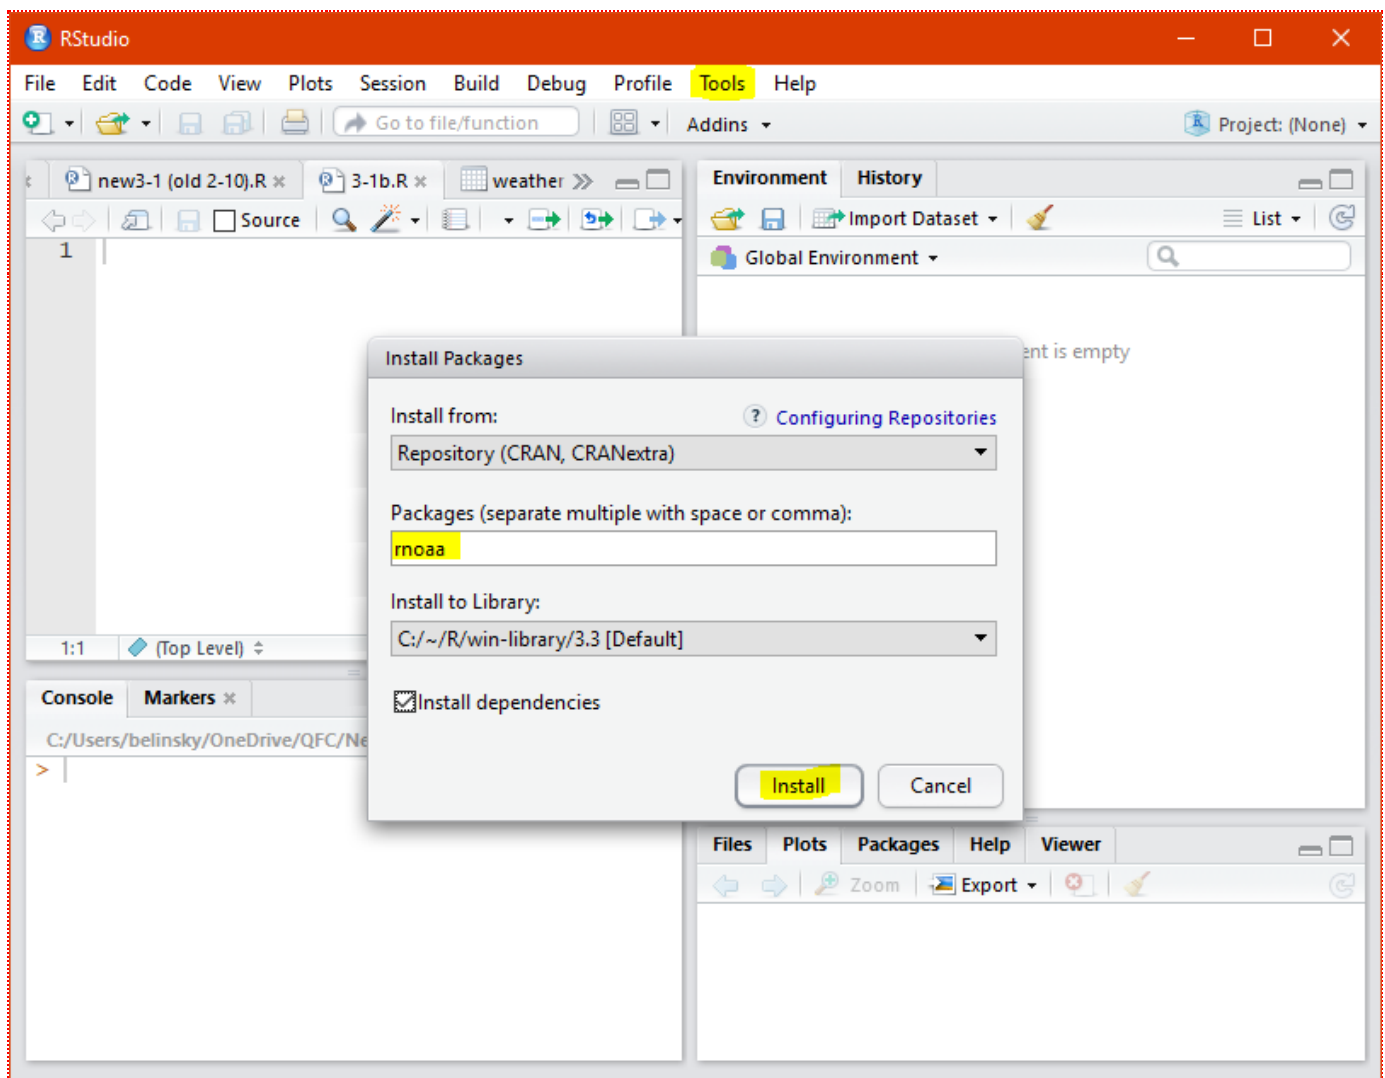 RStudio
File Edit Code View Plots Session Build Debug Profile Tools Help
Go to file/function Addins Project: (None)
new3-1 (old 2-10).R 3-1b.R weather
Source
1
1:1 (Top Level)
Console Markers
C:/Users/belinsky/OneDrive/QFC/Ne
>
Environment History
Import Dataset List
Global Environment
ent is empty
Install Packages
Install from: ? Configuring Repositories
Repository (CRAN, CRANextra)
Packages (separate multiple with space or comma):
rnoaa
Install to Library:
C:/~/R/win-library/3.3 [Default]
Install dependencies
Install Cancel
Files Plots Packages Help Viewer
Zoom Export